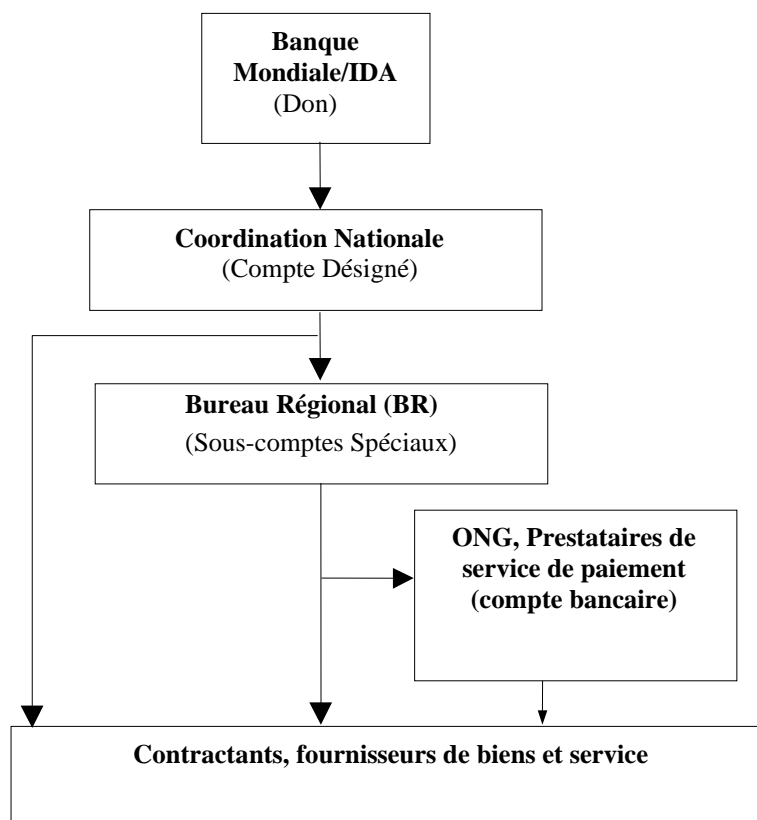 Banque
Mondiale/IDA
(Don)
Coordination Nationale
(Compte Désigné)
Bureau Régional (BR)
(Sous-comptes Spéciaux)
ONG, Prestataires de
service de paiement
(compte bancaire)
Contractants, fournisseurs de biens et service